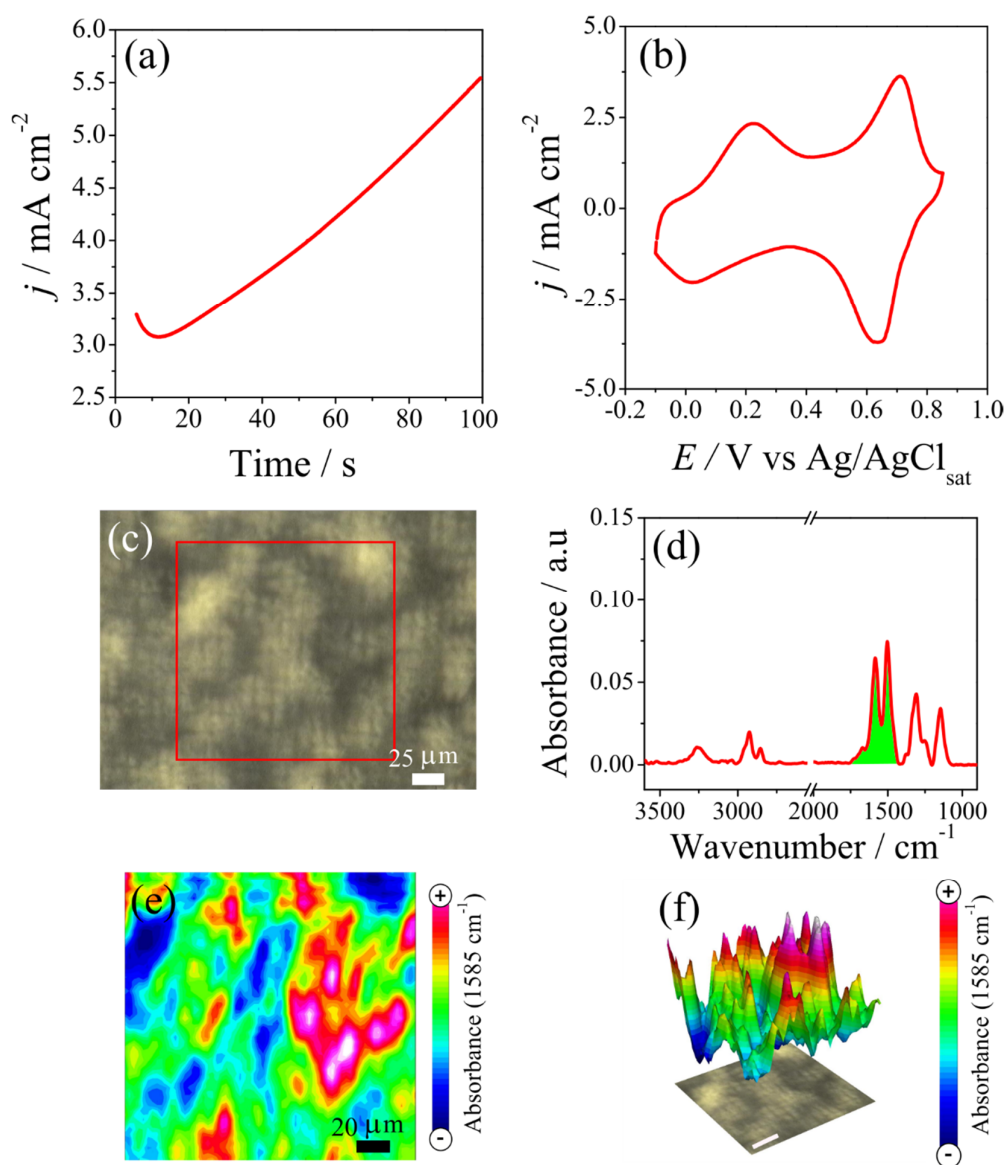 (a)
6.0
5.5
5.0
4.5
4.0
3.5
3.0
2.5
j / mA cm⁻²
0 20 40 60 80 100
Time / s
(b)
5.0
2.5
0.0
-2.5
-5.0
j / mA cm⁻²
-0.2 0.0 0.2 0.4 0.6 0.8 1.0
E / V vs Ag/AgCl_sat
(c)
25 μm
(d)
0.15
0.10
0.05
0.00
Absorbance / a.u
3600 3000 2000 1500 1000
Wavenumber / cm⁻¹
(e)
20 μm
+
-
Absorbance (1585 cm⁻¹)
(f)
+
-
Absorbance (1585 cm⁻¹)